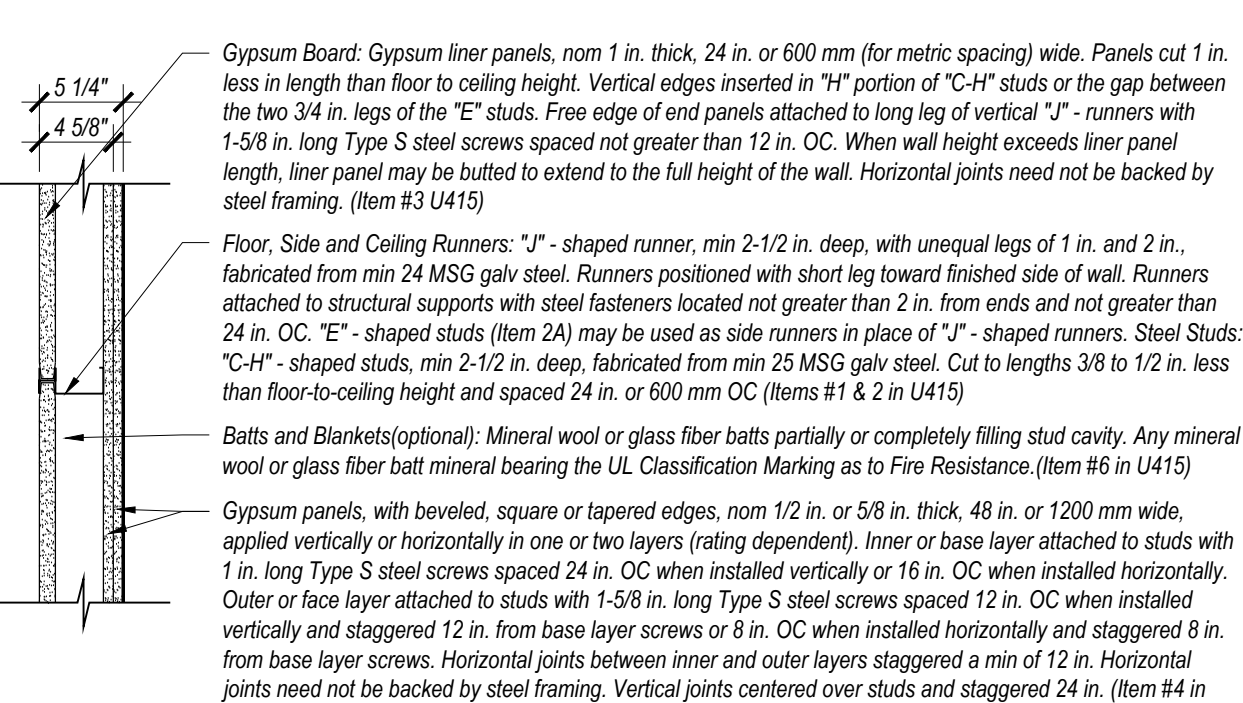 Gypsum Board: Gypsum liner panels, nom 1 in. thick, 24 in. or 600 mm (for metric spacing) wide. Panels cut 1 in.
less in length than floor to ceiling height. Vertical edges inserted in "H" portion of "C-H" studs or the gap between
the two 3/4 in. legs of the "E" studs. Free edge of end panels attached to long leg of vertical "J" - runners with
1-5/8 in. long Type S steel screws spaced not greater than 12 in. OC. When wall height exceeds liner panel
length, liner panel may be butted to extend to the full height of the wall. Horizontal joints need not be backed by
steel framing. (Item #3 U415)
5 1/4"
4 5/8"
Floor, Side and Ceiling Runners: "J" - shaped runner, min 2-1/2 in. deep, with unequal legs of 1 in. and 2 in.,
fabricated from min 24 MSG galv steel. Runners positioned with short leg toward finished side of wall. Runners
attached to structural supports with steel fasteners located not greater than 2 in. from ends and not greater than
24 in. OC. "E" - shaped studs (Item 2A) may be used as side runners in place of "J" - shaped runners. Steel Studs:
"C-H" - shaped studs, min 2-1/2 in. deep, fabricated from min 25 MSG galv steel. Cut to lengths 3/8 to 1/2 in. less
than floor-to-ceiling height and spaced 24 in. or 600 mm OC (Items #1 & 2 in U415)
Batts and Blankets(optional): Mineral wool or glass fiber batts partially or completely filling stud cavity. Any mineral
wool or glass fiber batt mineral bearing the UL Classification Marking as to Fire Resistance.(Item #6 in U415)
Gypsum panels, with beveled, square or tapered edges, nom 1/2 in. or 5/8 in. thick, 48 in. or 1200 mm wide,
applied vertically or horizontally in one or two layers (rating dependent). Inner or base layer attached to studs with
1 in. long Type S steel screws spaced 24 in. OC when installed vertically or 16 in. OC when installed horizontally.
Outer or face layer attached to studs with 1-5/8 in. long Type S steel screws spaced 12 in. OC when installed
vertically and staggered 12 in. from base layer screws or 8 in. OC when installed horizontally and staggered 8 in.
from base layer screws. Horizontal joints between inner and outer layers staggered a min of 12 in. Horizontal
joints need not be backed by steel framing. Vertical joints centered over studs and staggered 24 in. (Item #4 in